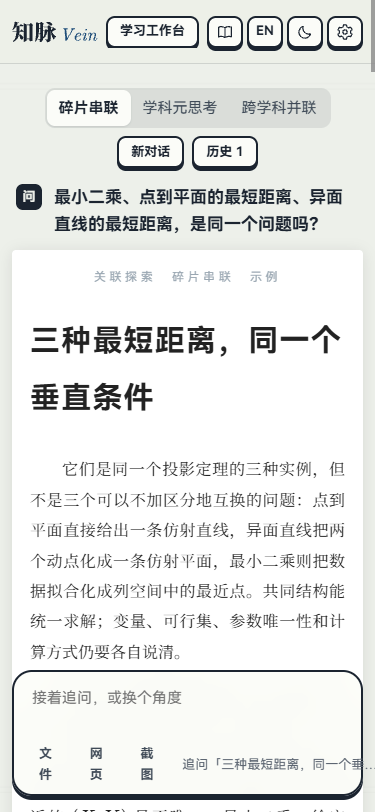 知脉 Vein 学习工作台 EN
碎片串联 学科元思考 跨学科并联
新对话 历史 1
问 最小二乘、点到平面的最短距离、异面
直线的最短距离，是同一个问题吗？
关联探索 碎片串联 示例
三种最短距离，同一个
垂直条件
它们是同一个投影定理的三种实例，但
不是三个可以不加区分地互换的问题：点到
平面直接给出一条仿射直线，异面直线把两
个动点化成一条仿射平面，最小二乘则把数
据拟合化成列空间中的最近点。共同结构能
统一求解；变量、可行集、参数唯一性和计
算方式仍要各自说清。
接着追问，或换个角度
文件 网页 截图 追问「三种最短距离，同一个垂…